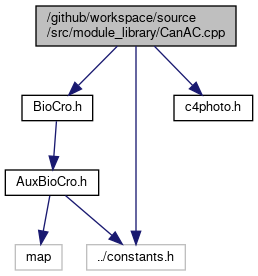 /github/workspace/source
/src/module_library/CanAC.cpp
BioCro.h
c4photo.h
AuxBioCro.h
map
../constants.h